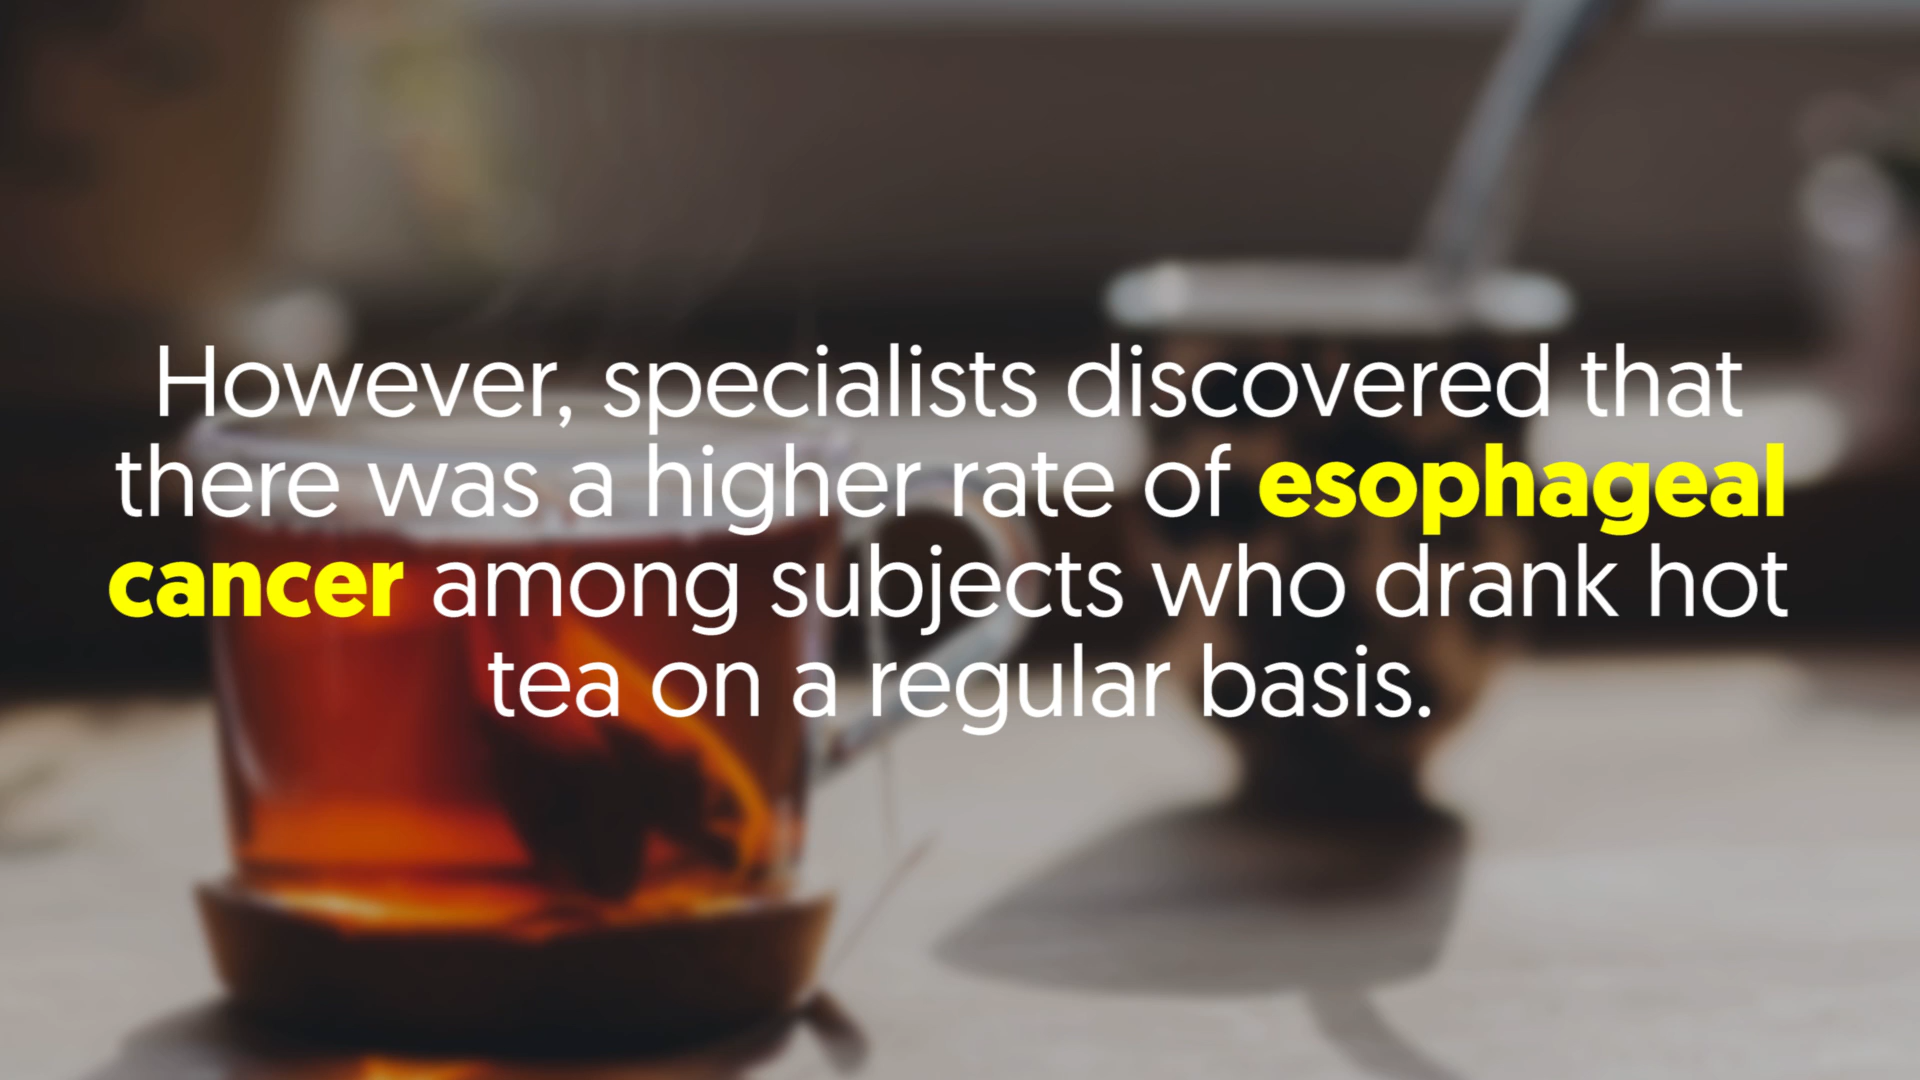 However, specialists discovered that
there was a higher rate of esophageal
cancer among subjects who drank hot
tea on a regular basis.